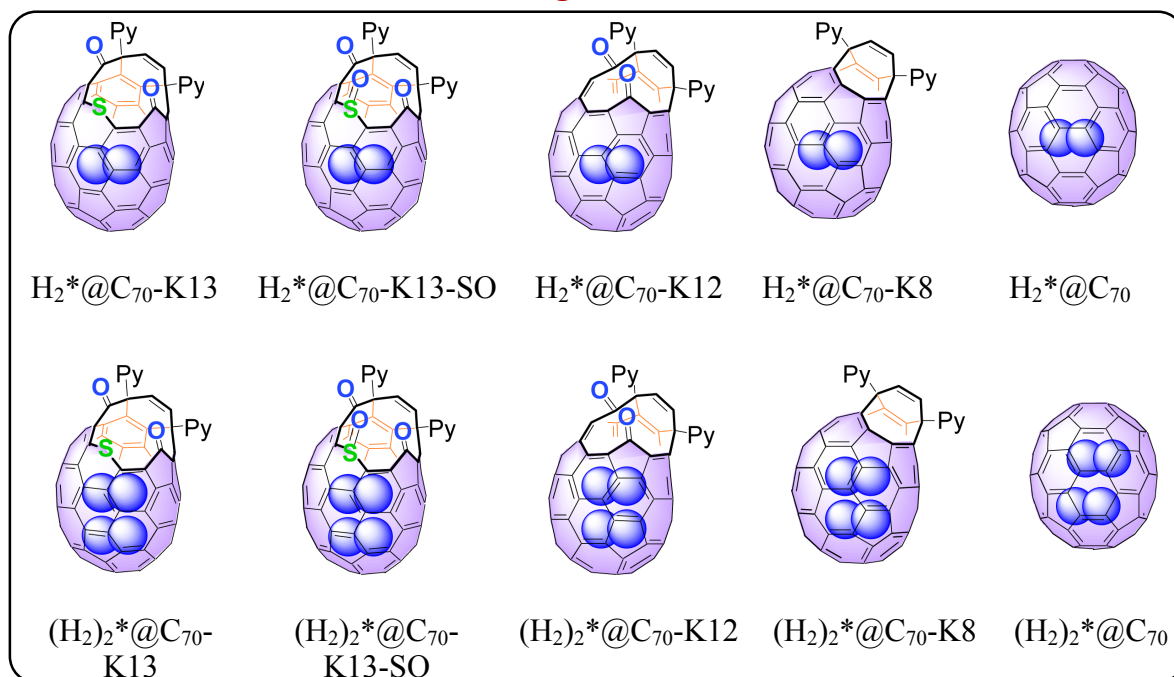 O Py O Py S
O Py O O Py S
O Py O Py
Py Py
H₂*@C₇₀-K13 H₂*@C₇₀-K13-SO H₂*@C₇₀-K12 H₂*@C₇₀-K8 H₂*@C₇₀
O Py O Py S
O Py O O Py S
O Py O Py
Py Py
(H₂)₂*@C₇₀- (H₂)₂*@C₇₀- (H₂)₂*@C₇₀-K12 (H₂)₂*@C₇₀-K8 (H₂)₂*@C₇₀
K13 K13-SO